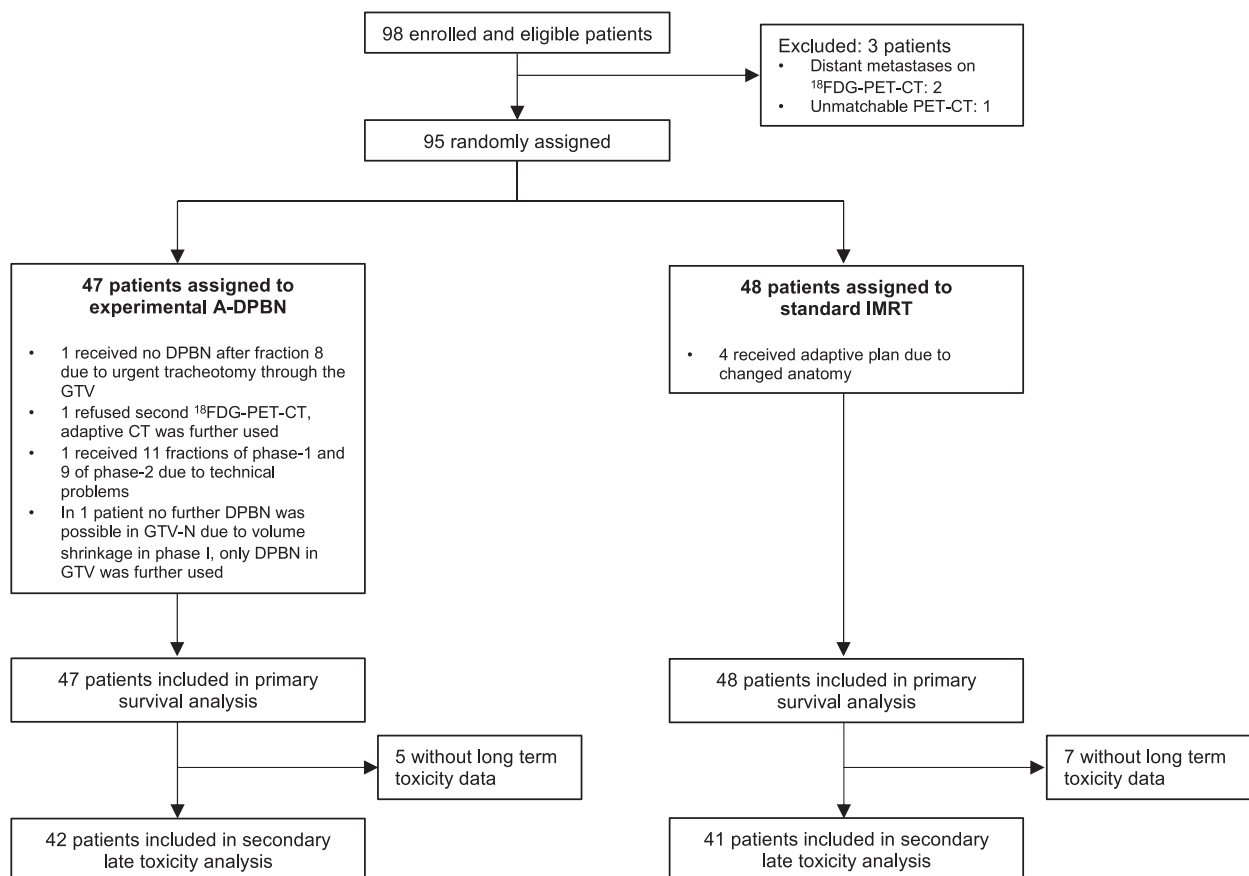 98 enrolled and eligible patients
Excluded: 3 patients
• Distant metastases on
¹⁸FDG-PET-CT: 2
• Unmatchable PET-CT: 1
95 randomly assigned
47 patients assigned to
experimental A-DPBN
• 1 received no DPBN after fraction 8
due to urgent tracheotomy through the
GTV
• 1 refused second ¹⁸FDG-PET-CT,
adaptive CT was further used
• 1 received 11 fractions of phase-1 and
9 of phase-2 due to technical
problems
• In 1 patient no further DPBN was
possible in GTV-N due to volume
shrinkage in phase I, only DPBN in
GTV was further used
48 patients assigned to
standard IMRT
• 4 received adaptive plan due to
changed anatomy
47 patients included in primary
survival analysis
48 patients included in primary
survival analysis
5 without long term
toxicity data
7 without long term
toxicity data
42 patients included in secondary
late toxicity analysis
41 patients included in secondary
late toxicity analysis